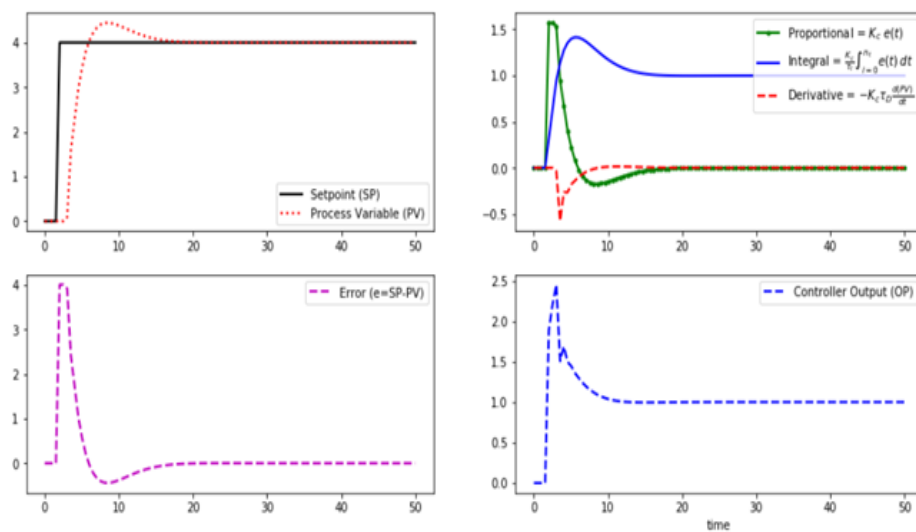 4
3
2
1
0
Setpoint (SP)
Process Variable (PV)
0 10 20 30 40 50
1.5
1.0
0.5
0.0
−0.5
Proportional = K_c e(t)
Integral = \frac{K_c}{τ_I} ∫_{i=0}^{n_t} e(t) dt
Derivative = −K_c τ_D \frac{d(PV)}{dt}
0 10 20 30 40 50
4
3
2
1
0
Error (e=SP-PV)
0 10 20 30 40 50
2.5
2.0
1.5
1.0
0.5
0.0
Controller Output (OP)
0 10 20 30 40 50
time